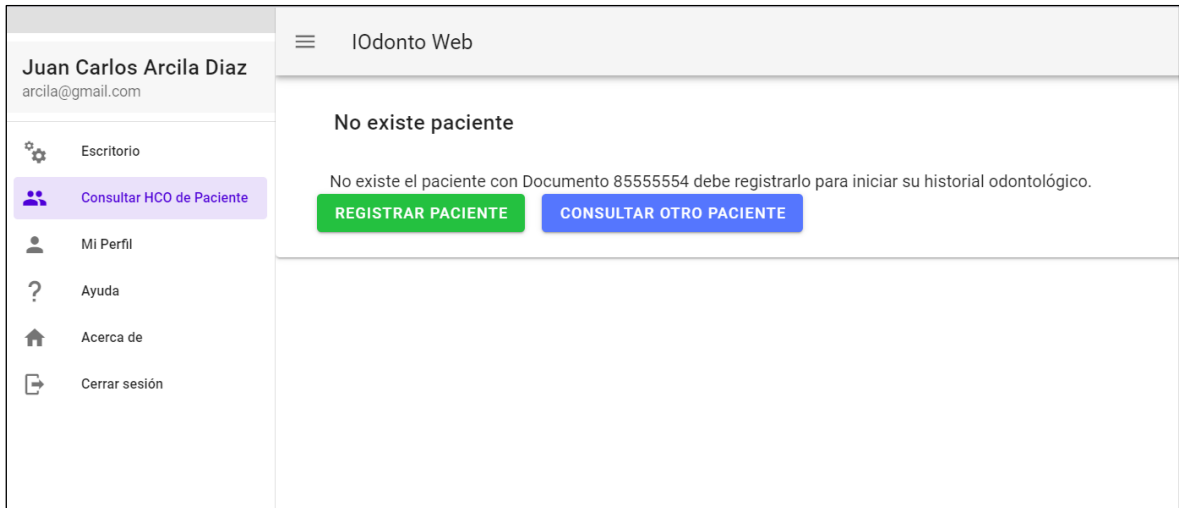 Juan Carlos Arcila Diaz
arcila@gmail.com
Escritorio
Consultar HCO de Paciente
Mi Perfil
Ayuda
Acerca de
Cerrar sesión
IOdonto Web
No existe paciente
No existe el paciente con Documento 85555554 debe registrarlo para iniciar su historial odontológico.
REGISTRAR PACIENTE CONSULTAR OTRO PACIENTE